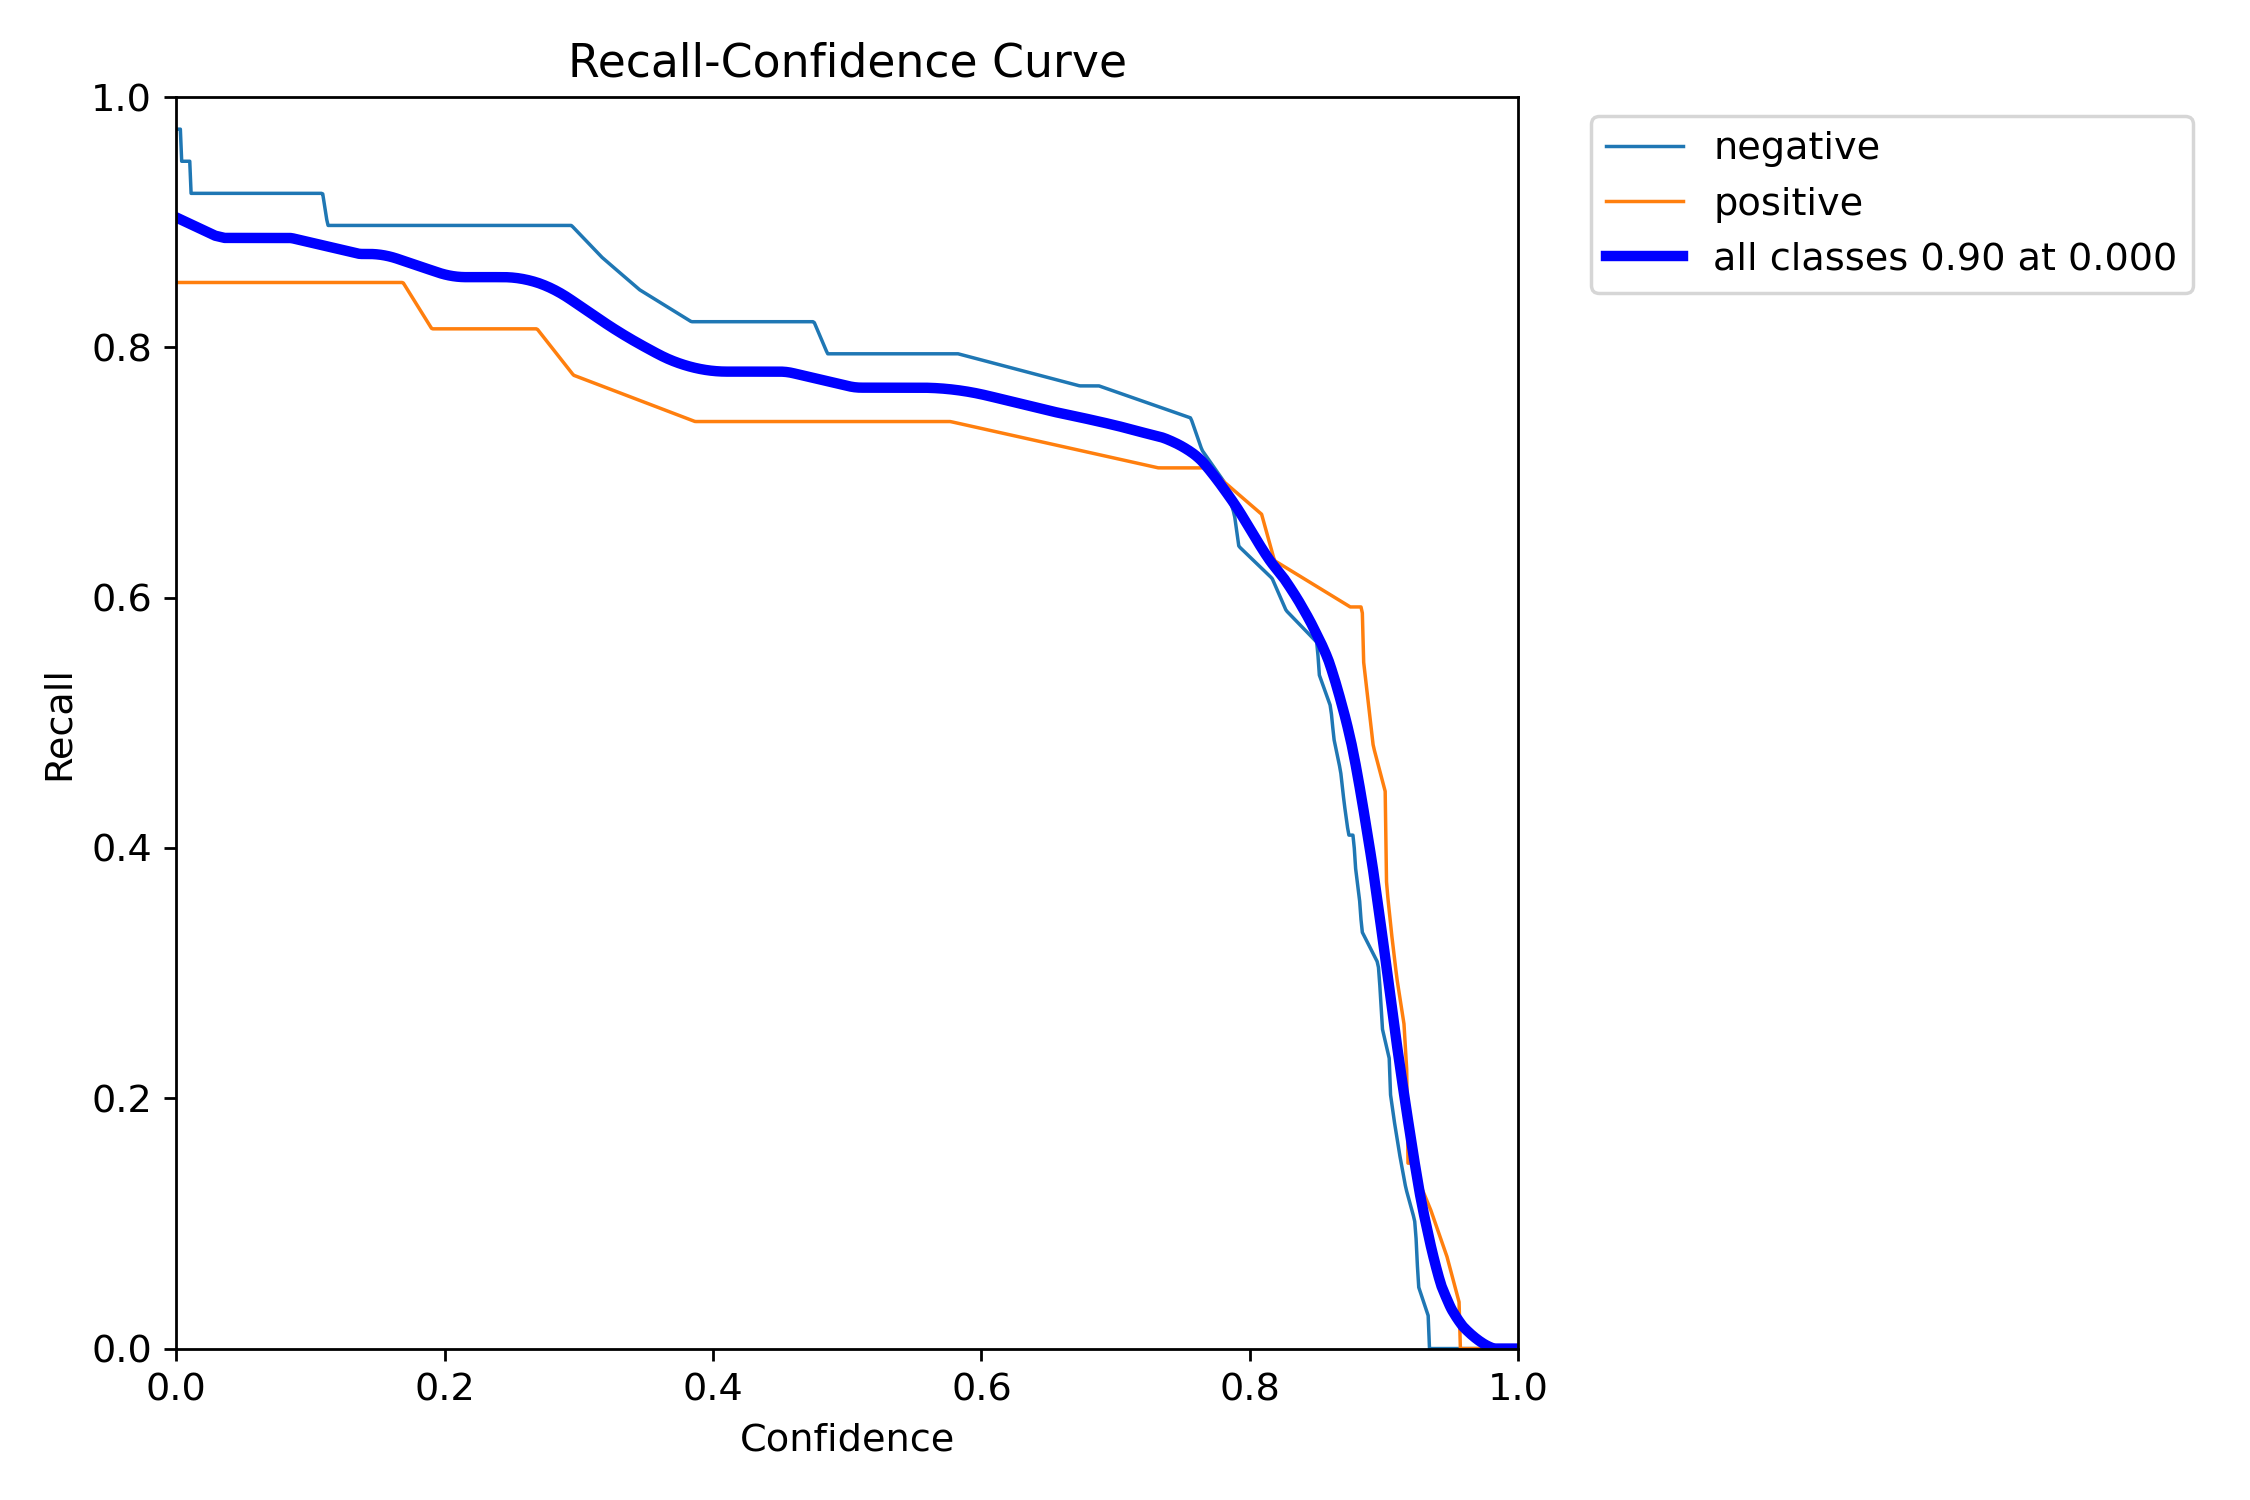 Recall-Confidence Curve
1.0
0.8
0.6
0.4
0.2
0.0
Recall
0.0 0.2 0.4 0.6 0.8 1.0
Confidence
negative
positive
all classes 0.90 at 0.000